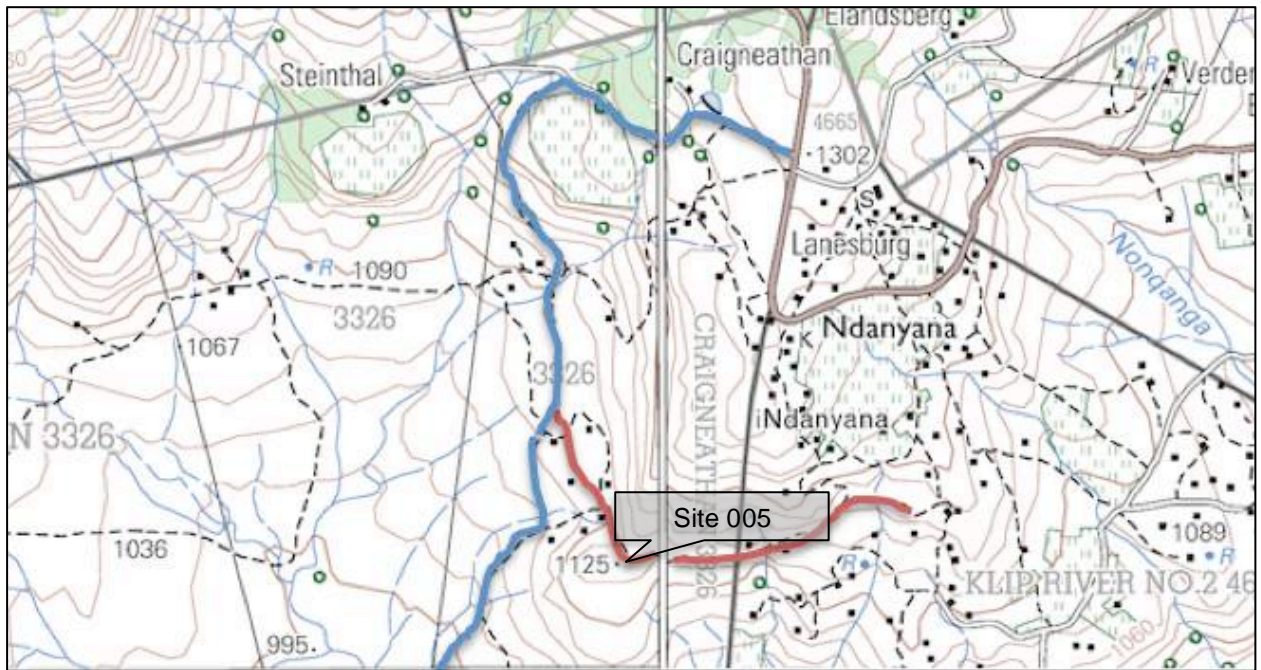 Elandsberg
Craigneathan
Steinthal
R
Verder
4665
1302
S
Lanesburg
Nonqanga
R
1090
3326
1067
K
Ndanyana
CRAIGNEATH
3326
iNdanyana
N 3326
Site 005
1036
1125
3326
R
1089
R
KLIP RIVER NO.2 46
995
1060